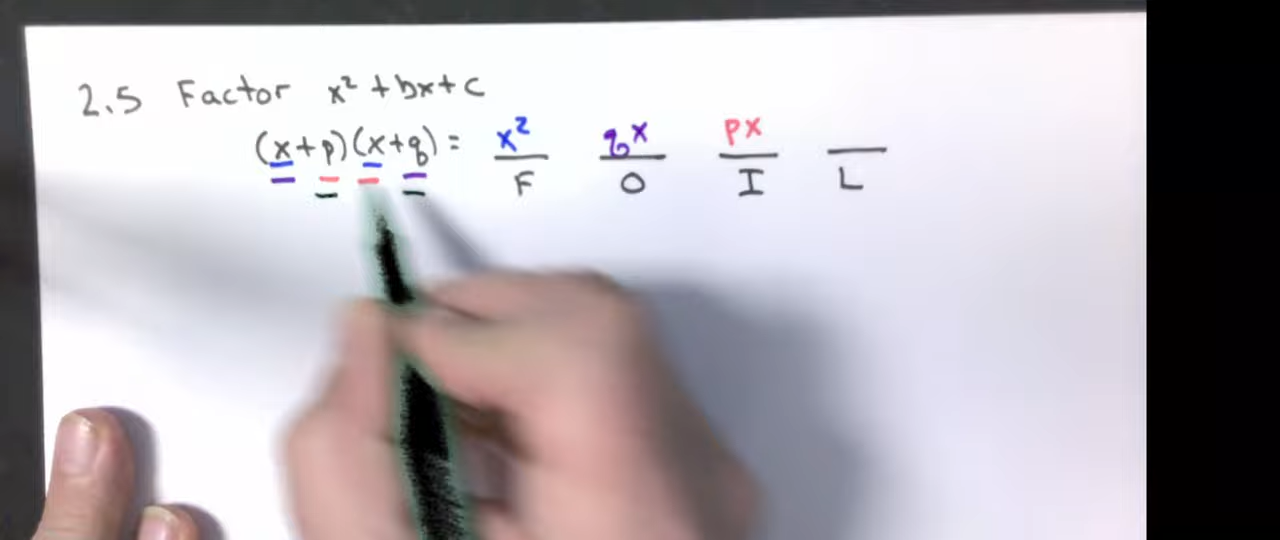 2.5 Factor x² + bx + c
(x+p)(x+q) = x² qx px
F O I L